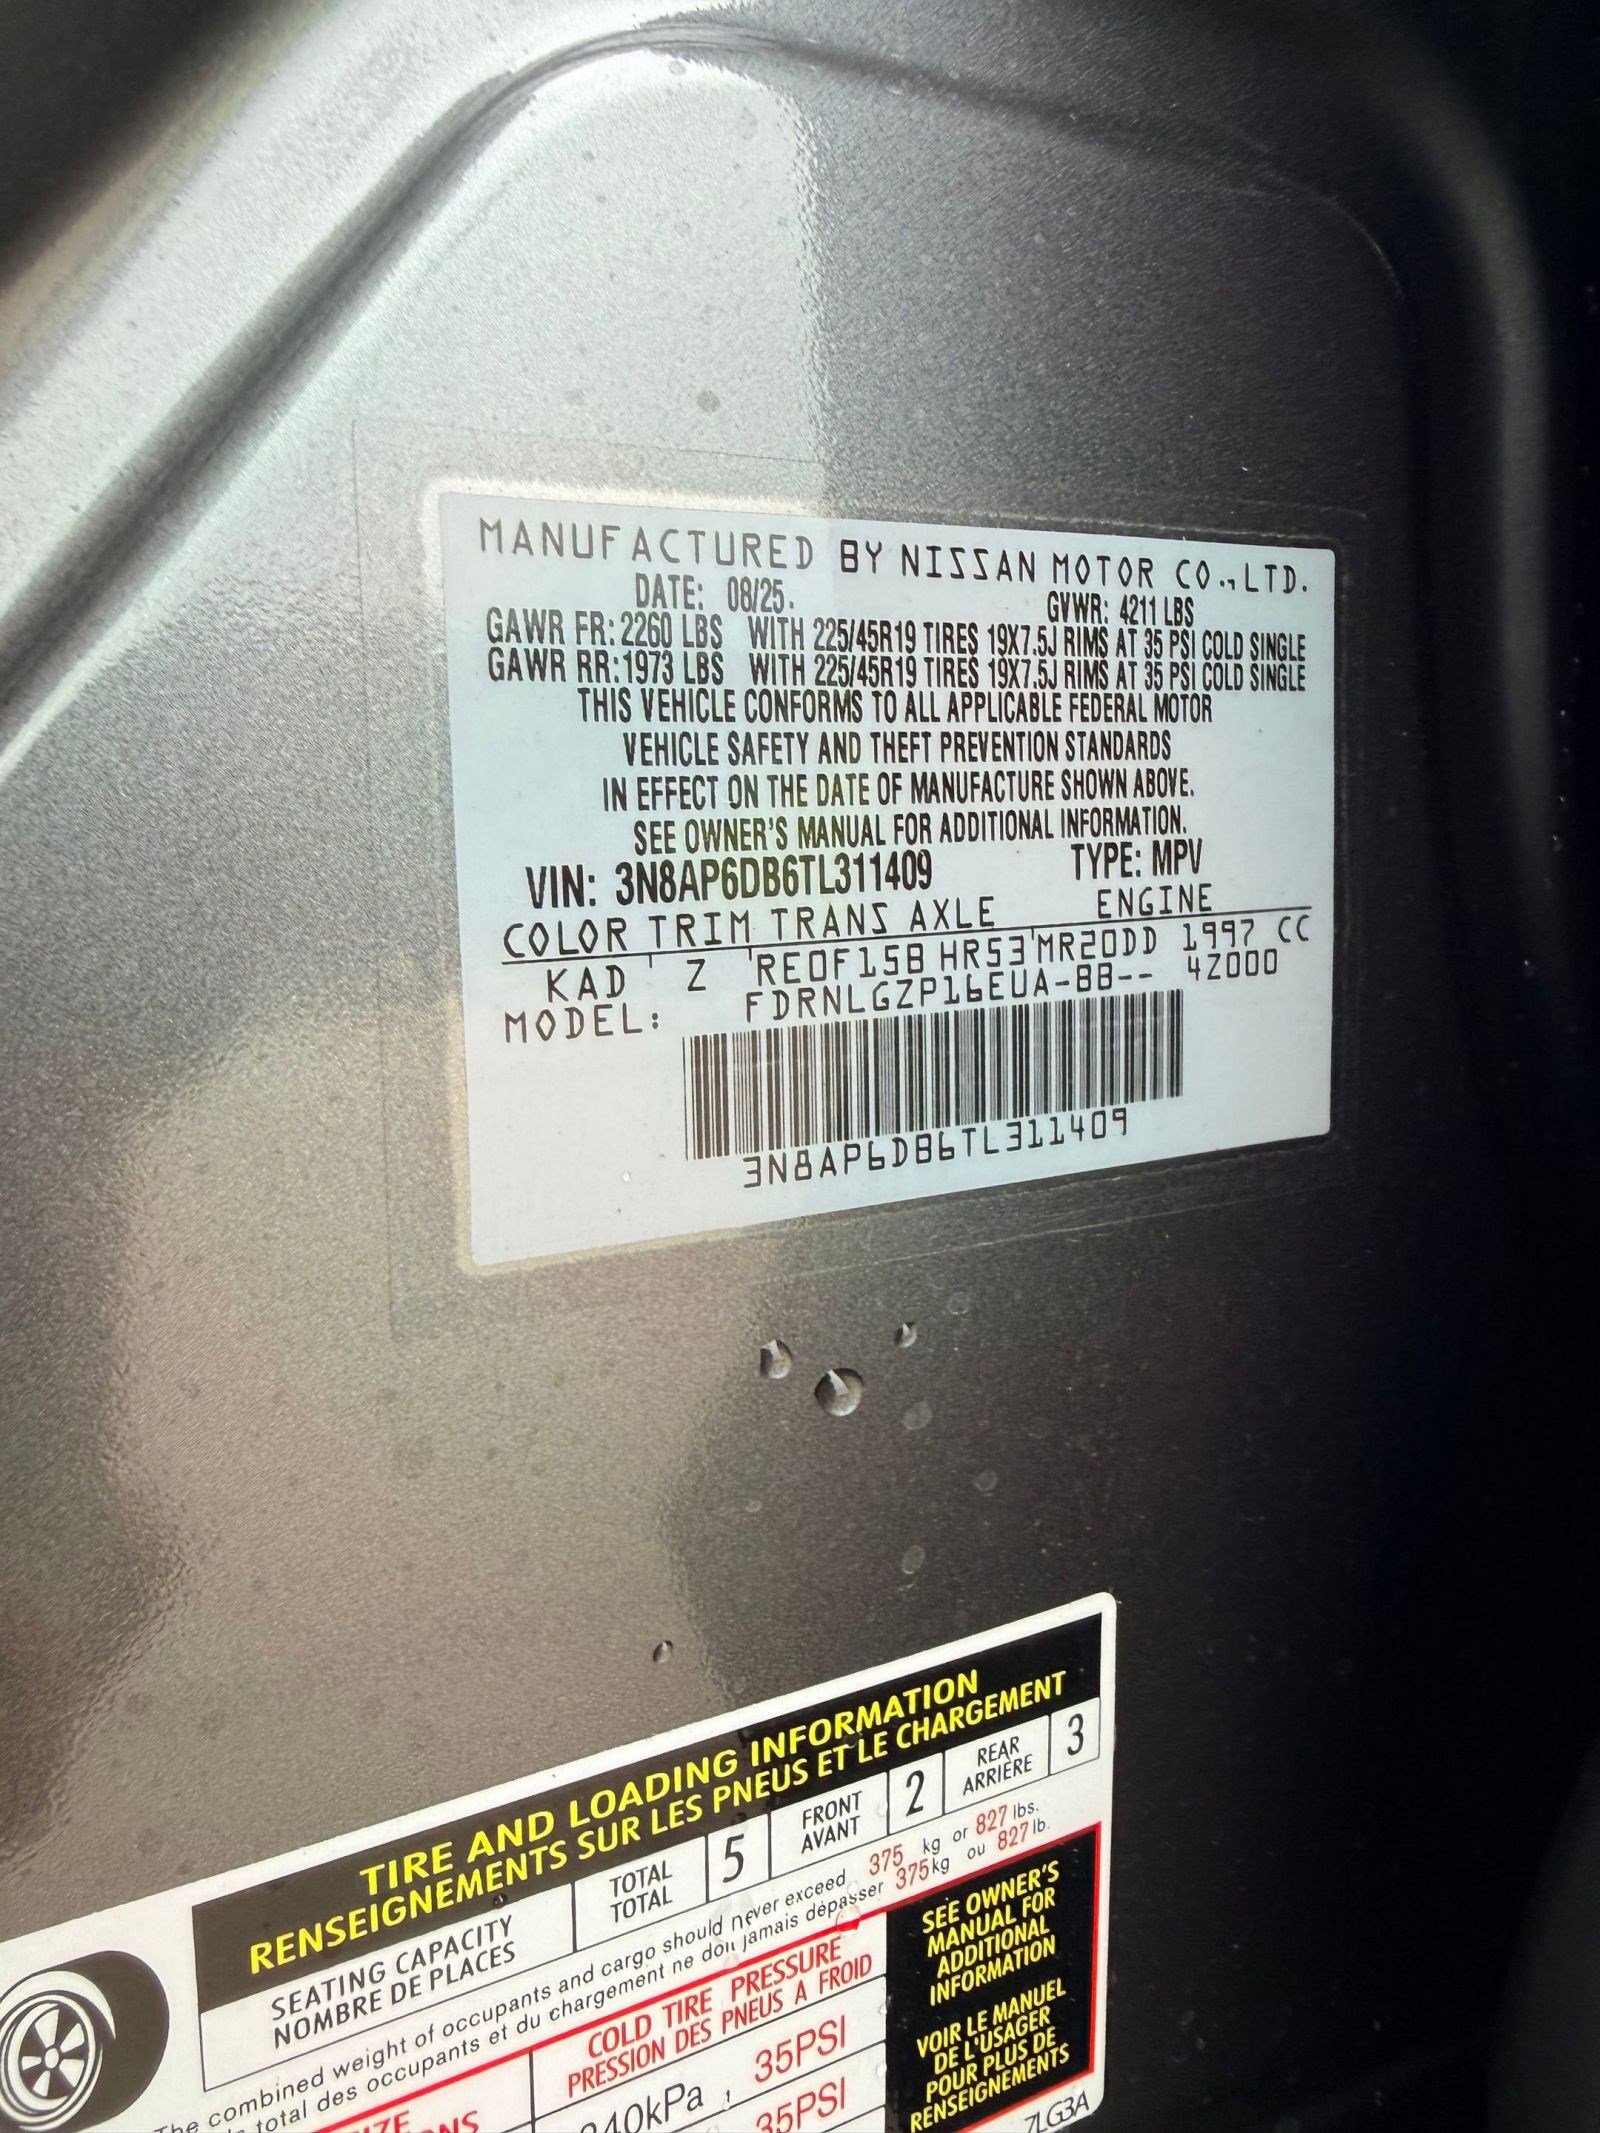 MANUFACTURED BY NISSAN MOTOR CO.,LTD.
DATE: 08/25. GVWR: 4211 LBS
GAWR FR: 2260 LBS WITH 225/45R19 TIRES 19X7.5J RIMS AT 35 PSI COLD SINGLE
GAWR RR: 1973 LBS WITH 225/45R19 TIRES 19X7.5J RIMS AT 35 PSI COLD SINGLE
THIS VEHICLE CONFORMS TO ALL APPLICABLE FEDERAL MOTOR
VEHICLE SAFETY AND THEFT PREVENTION STANDARDS
IN EFFECT ON THE DATE OF MANUFACTURE SHOWN ABOVE.
SEE OWNER'S MANUAL FOR ADDITIONAL INFORMATION.
VIN: 3N8AP6DB6TL311409 TYPE: MPV
COLOR TRIM TRANS AXLE ENGINE
KAD Z RE0F15B HR53 MR20DD 1997 CC
MODEL: FDRNLGZP16EUA-BB-- 42000
3N8AP6DB6TL311409
TIRE AND LOADING INFORMATION
RENSEIGNEMENTS SUR LES PNEUS ET LE CHARGEMENT
SEATING CAPACITY
NOMBRE DE PLACES
TOTAL
TOTAL
5
FRONT
AVANT
2
REAR
ARRIÈRE
3
The combined weight of occupants and cargo should never exceed 375 kg or 827 lbs.
total des occupants et du chargement ne doit jamais dépasser 375 kg ou 827 lb.
COLD TIRE PRESSURE
PRESSION DES PNEUS A FROID
240kPa, 35PSI
35PSI
SEE OWNER'S
MANUAL FOR
ADDITIONAL
INFORMATION
VOIR LE MANUEL
DE L'USAGER
POUR PLUS DE
RENSEIGNEMENTS
7LG3A